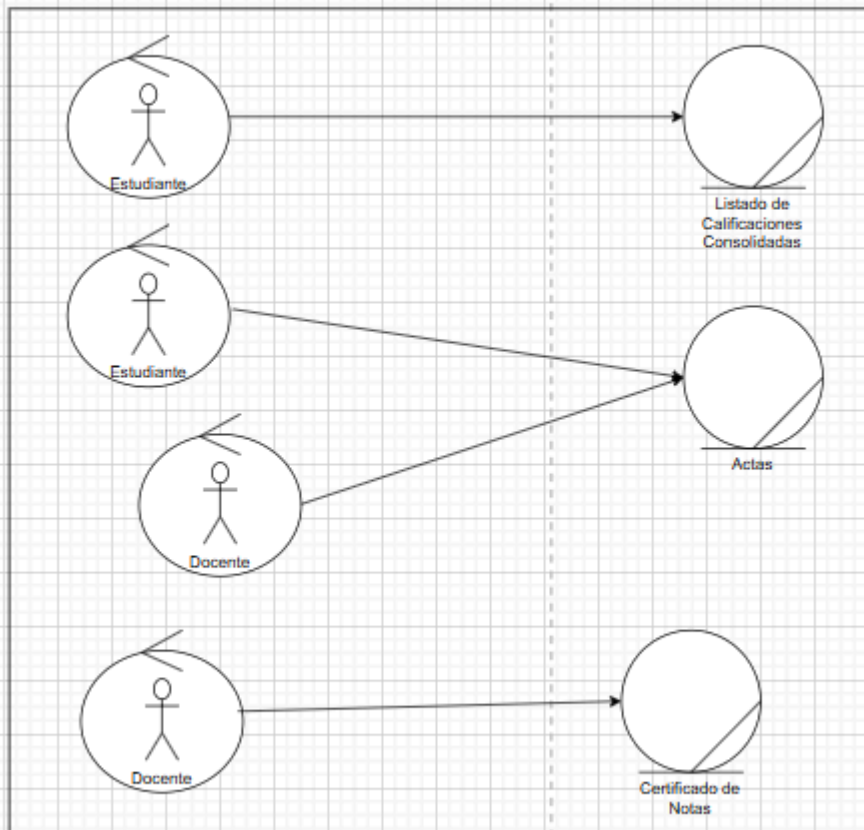 Estudiante
Listado de
Calificaciones
Consolidadas
Estudiante
Actas
Docente
Docente
Certificado de
Notas